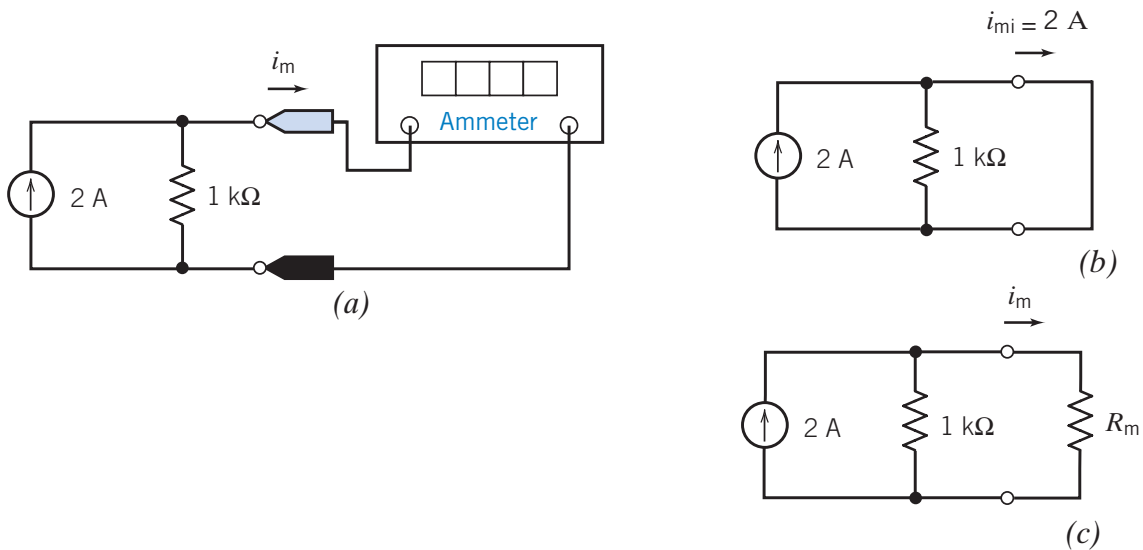 i_m
Ammeter
2 A
1 kΩ
(a)
i_mi = 2 A
2 A
1 kΩ
(b)
i_m
2 A
1 kΩ
R_m
(c)